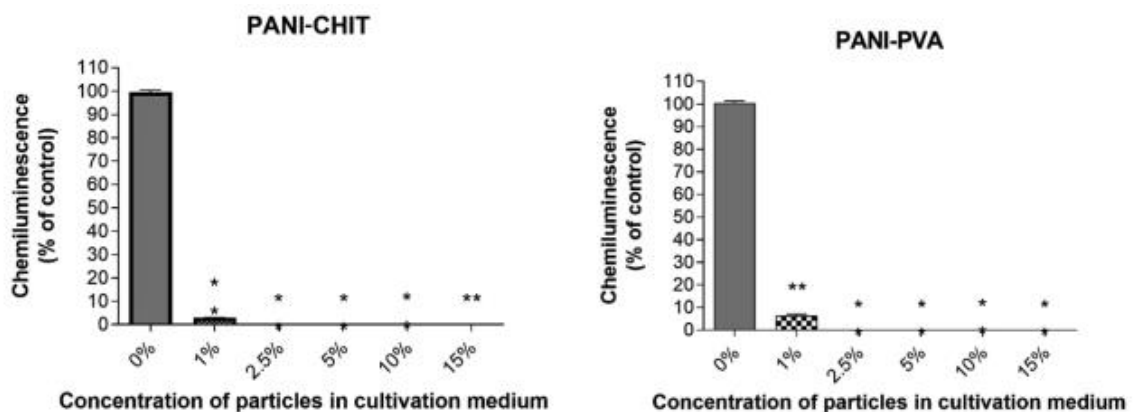 PANI-CHIT
Chemiluminescence
(% of control)
110
100
90
80
70
60
50
40
30
20
10
0
* * * * * **
* * * * *
0% 1% 2.5% 5% 10% 15%
Concentration of particles in cultivation medium
PANI-PVA
Chemiluminescence
(% of control)
110
100
90
80
70
60
50
40
30
20
10
0
** * * * *
* * * *
0% 1% 2.5% 5% 10% 15%
Concentration of particles in cultivation medium